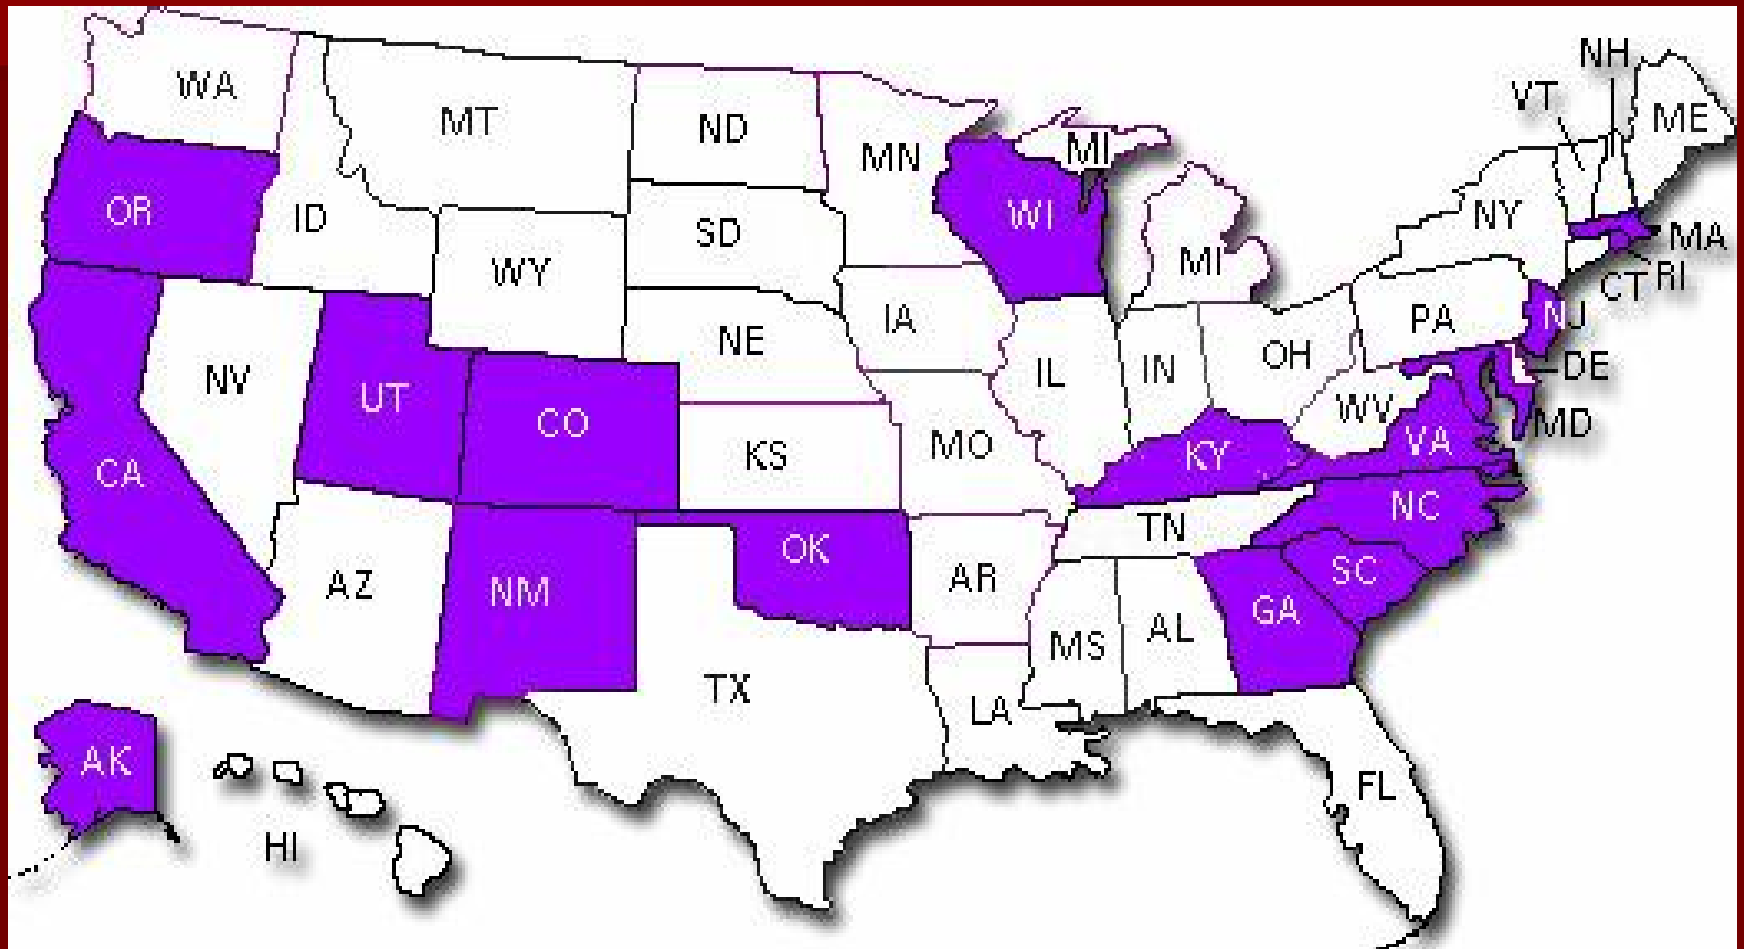 NH
VT
ME
WA
MT
ND
MN
MI
OR
ID
SD
WI
NY
MA
WY
MI
CT
RI
IA
PA
NJ
NE
OH
IL
IN
DE
NV
UT
CO
WV
MD
KS
MO
KY
VA
CA
NC
TN
OK
AR
SC
AZ
NM
GA
MS
AL
TX
LA
AK
FL
HI